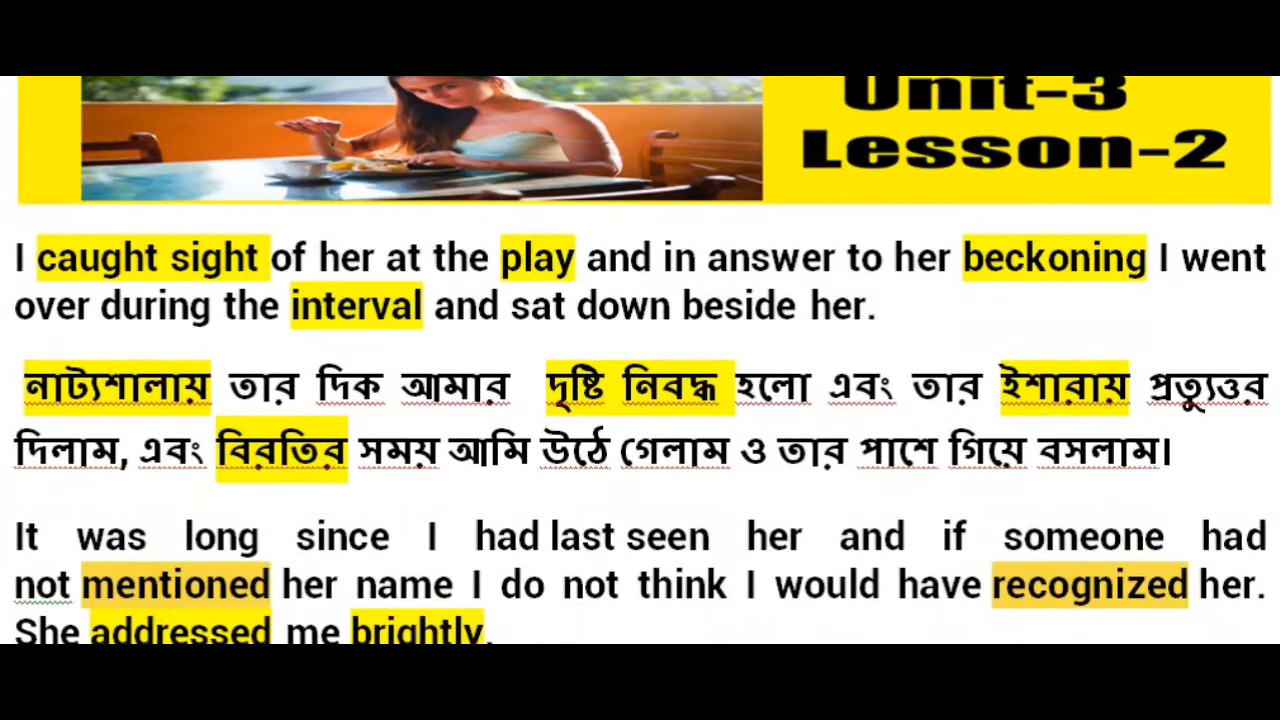 Unit-3
Lesson-2
I caught sight of her at the play and in answer to her beckoning I went
over during the interval and sat down beside her.
নাট্যশালায় তার দিক আমার দৃষ্টি নিবদ্ধ হলো এবং তার ইশারায় প্রত্যুত্তর
দিলাম, এবং বিরতির সময় আমি উঠে গেলাম ও তার পাশে গিয়ে বসলাম।
It was long since I had last seen her and if someone had
not mentioned her name I do not think I would have recognized her.
She addressed me brightly.